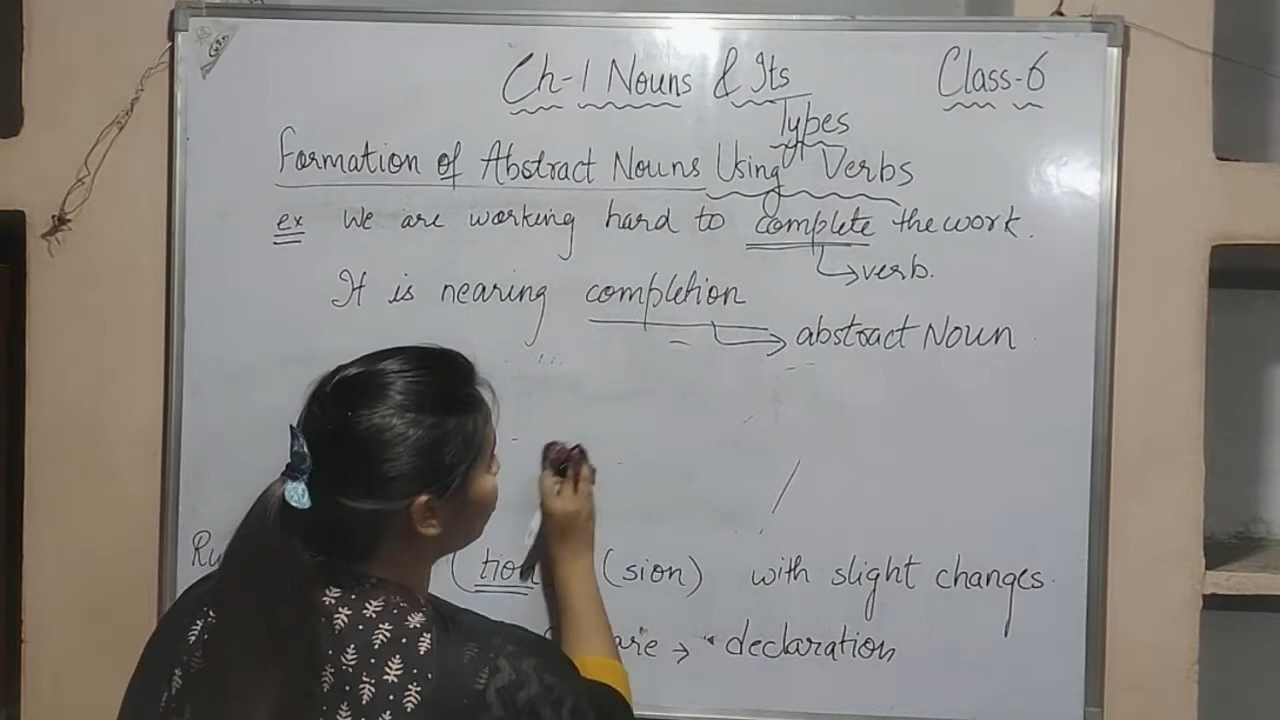 Ch-1 Nouns & Its Types
Class-6
Formation of Abstract Nouns Using Verbs
ex We are working hard to complete the work.
verb.
It is nearing completion
abstract Noun
(tion (sion) with slight changes.
→ declaration